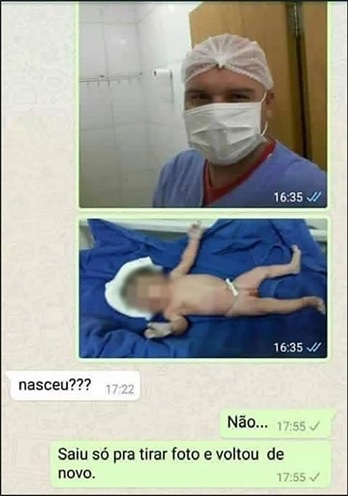 16:35
16:35
nasceu??? 17:22
Não... 17:55
Saiu só pra tirar foto e voltou de
novo. 17:55